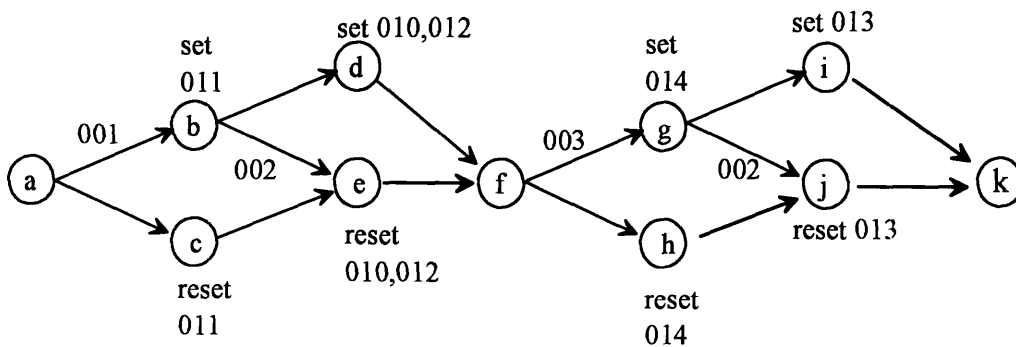 set 010,012
set 013
set
011
set
014
d
i
001
b
003
g
002
002
a
e
f
j
k
c
h
reset
010,012
reset 013
reset
011
reset
014